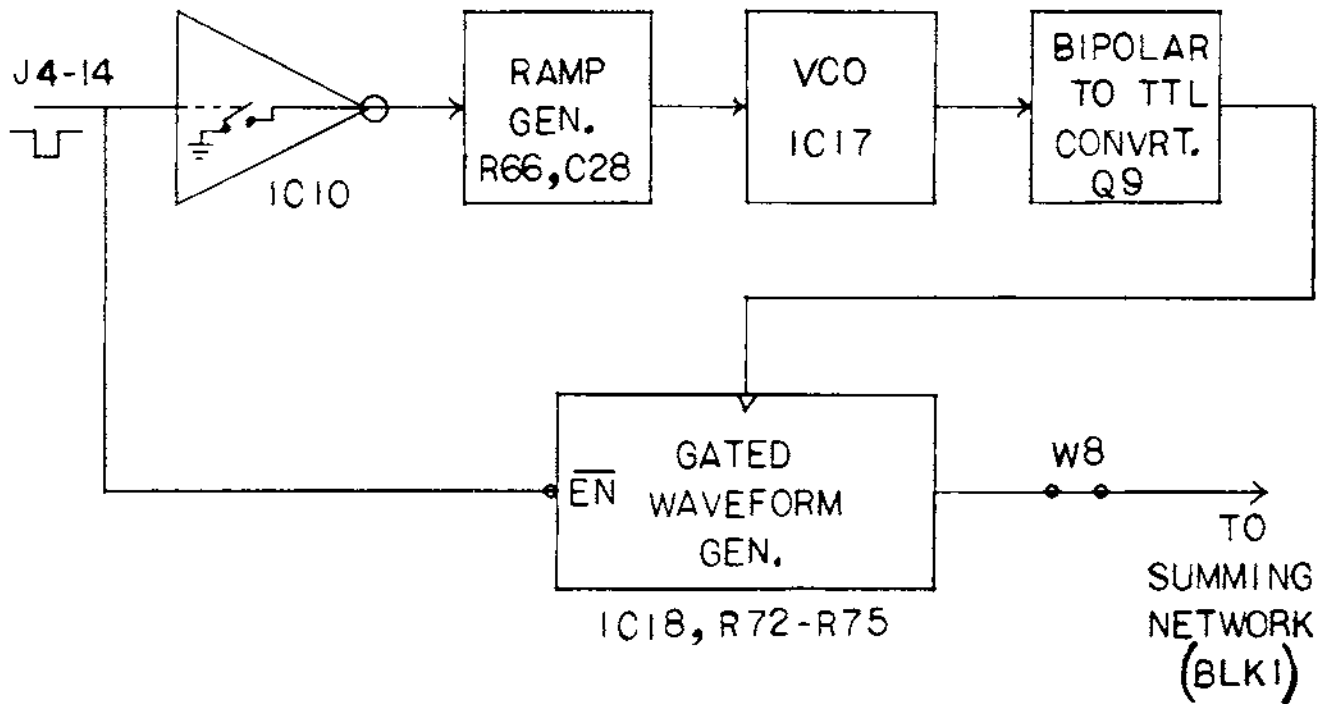 J4-14
IC10
RAMP
GEN.
R66,C28
VCO
IC17
BIPOLAR
TO TTL
CONVRT.
Q9
EN
GATED
WAVEFORM
GEN.
IC18, R72-R75
W8
TO
SUMMING
NETWORK
(BLK1)